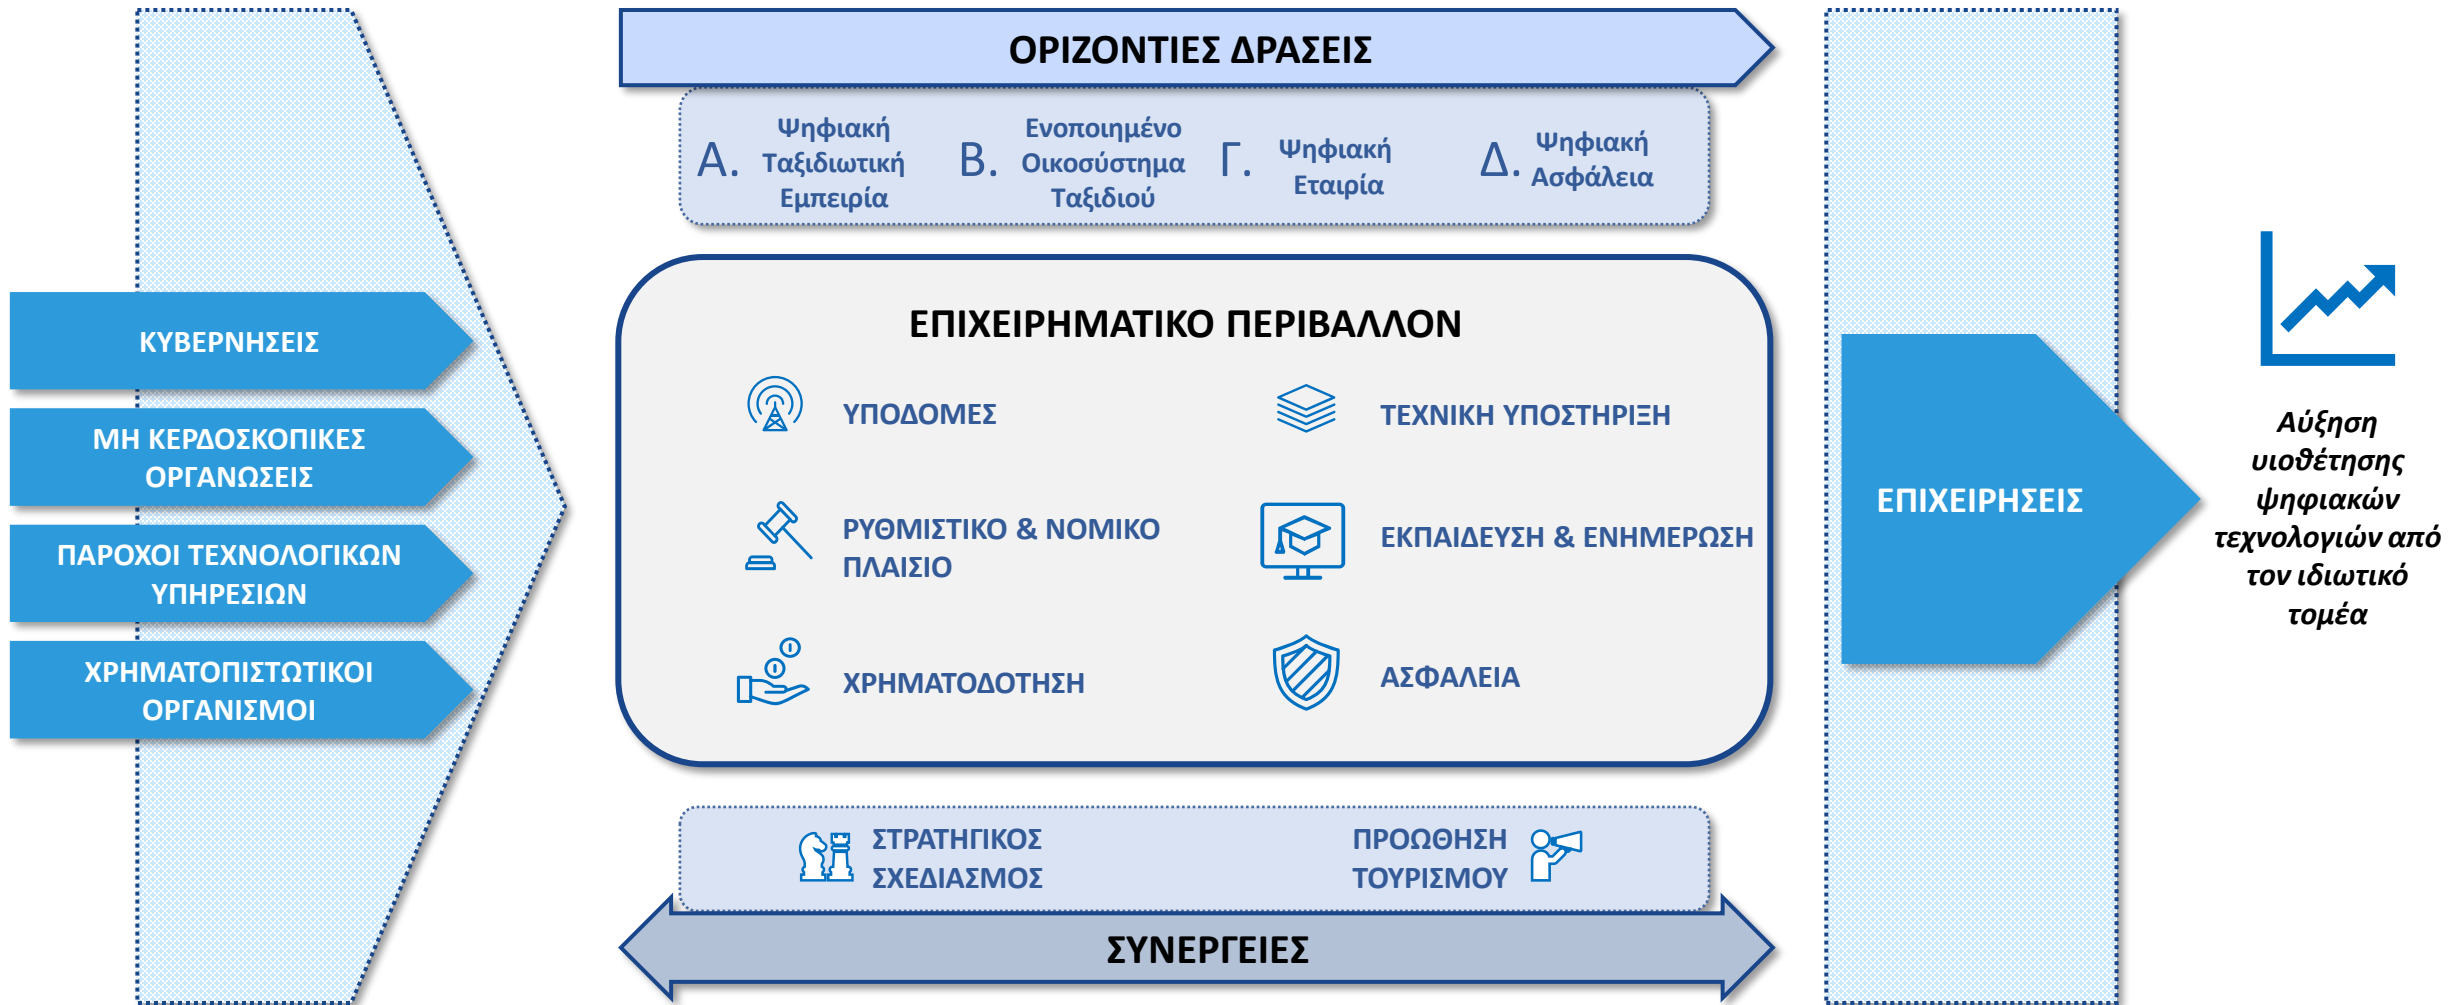 ΚΥΒΕΡΝΗΣΕΙΣ
ΜΗ ΚΕΡΔΟΣΚΟΠΙΚΕΣ
ΟΡΓΑΝΩΣΕΙΣ
ΠΑΡΟΧΟΙ ΤΕΧΝΟΛΟΓΙΚΩΝ
ΥΠΗΡΕΣΙΩΝ
ΧΡΗΜΑΤΟΠΙΣΤΩΤΙΚΟΙ
ΟΡΓΑΝΙΣΜΟΙ
ΟΡΙΖΟΝΤΙΕΣ ΔΡΑΣΕΙΣ
Α.
Ψηφιακή
Ταξιδιωτική
Εμπειρία
Β.
Ενοποιημένο
Οικοσύστημα
Ταξιδιού
Γ.
Ψηφιακή
Εταιρία
Δ.
Ψηφιακή
Ασφάλεια
ΕΠΙΧΕΙΡΗΜΑΤΙΚΟ ΠΕΡΙΒΑΛΛΟΝ
ΥΠΟΔΟΜΕΣ
ΤΕΧΝΙΚΗ ΥΠΟΣΤΗΡΙΞΗ
ΡΥΘΜΙΣΤΙΚΟ & ΝΟΜΙΚΟ
ΠΛΑΙΣΙΟ
ΕΚΠΑΙΔΕΥΣΗ & ΕΝΗΜΕΡΩΣΗ
ΧΡΗΜΑΤΟΔΟΤΗΣΗ
ΑΣΦΑΛΕΙΑ
ΣΤΡΑΤΗΓΙΚΟΣ
ΣΧΕΔΙΑΣΜΟΣ
ΠΡΟΩΘΗΣΗ
ΤΟΥΡΙΣΜΟΥ
ΣΥΝΕΡΓΕΙΕΣ
ΕΠΙΧΕΙΡΗΣΕΙΣ
Αύξηση
υιοθέτησης
ψηφιακών
τεχνολογιών από
τον ιδιωτικό
τομέα